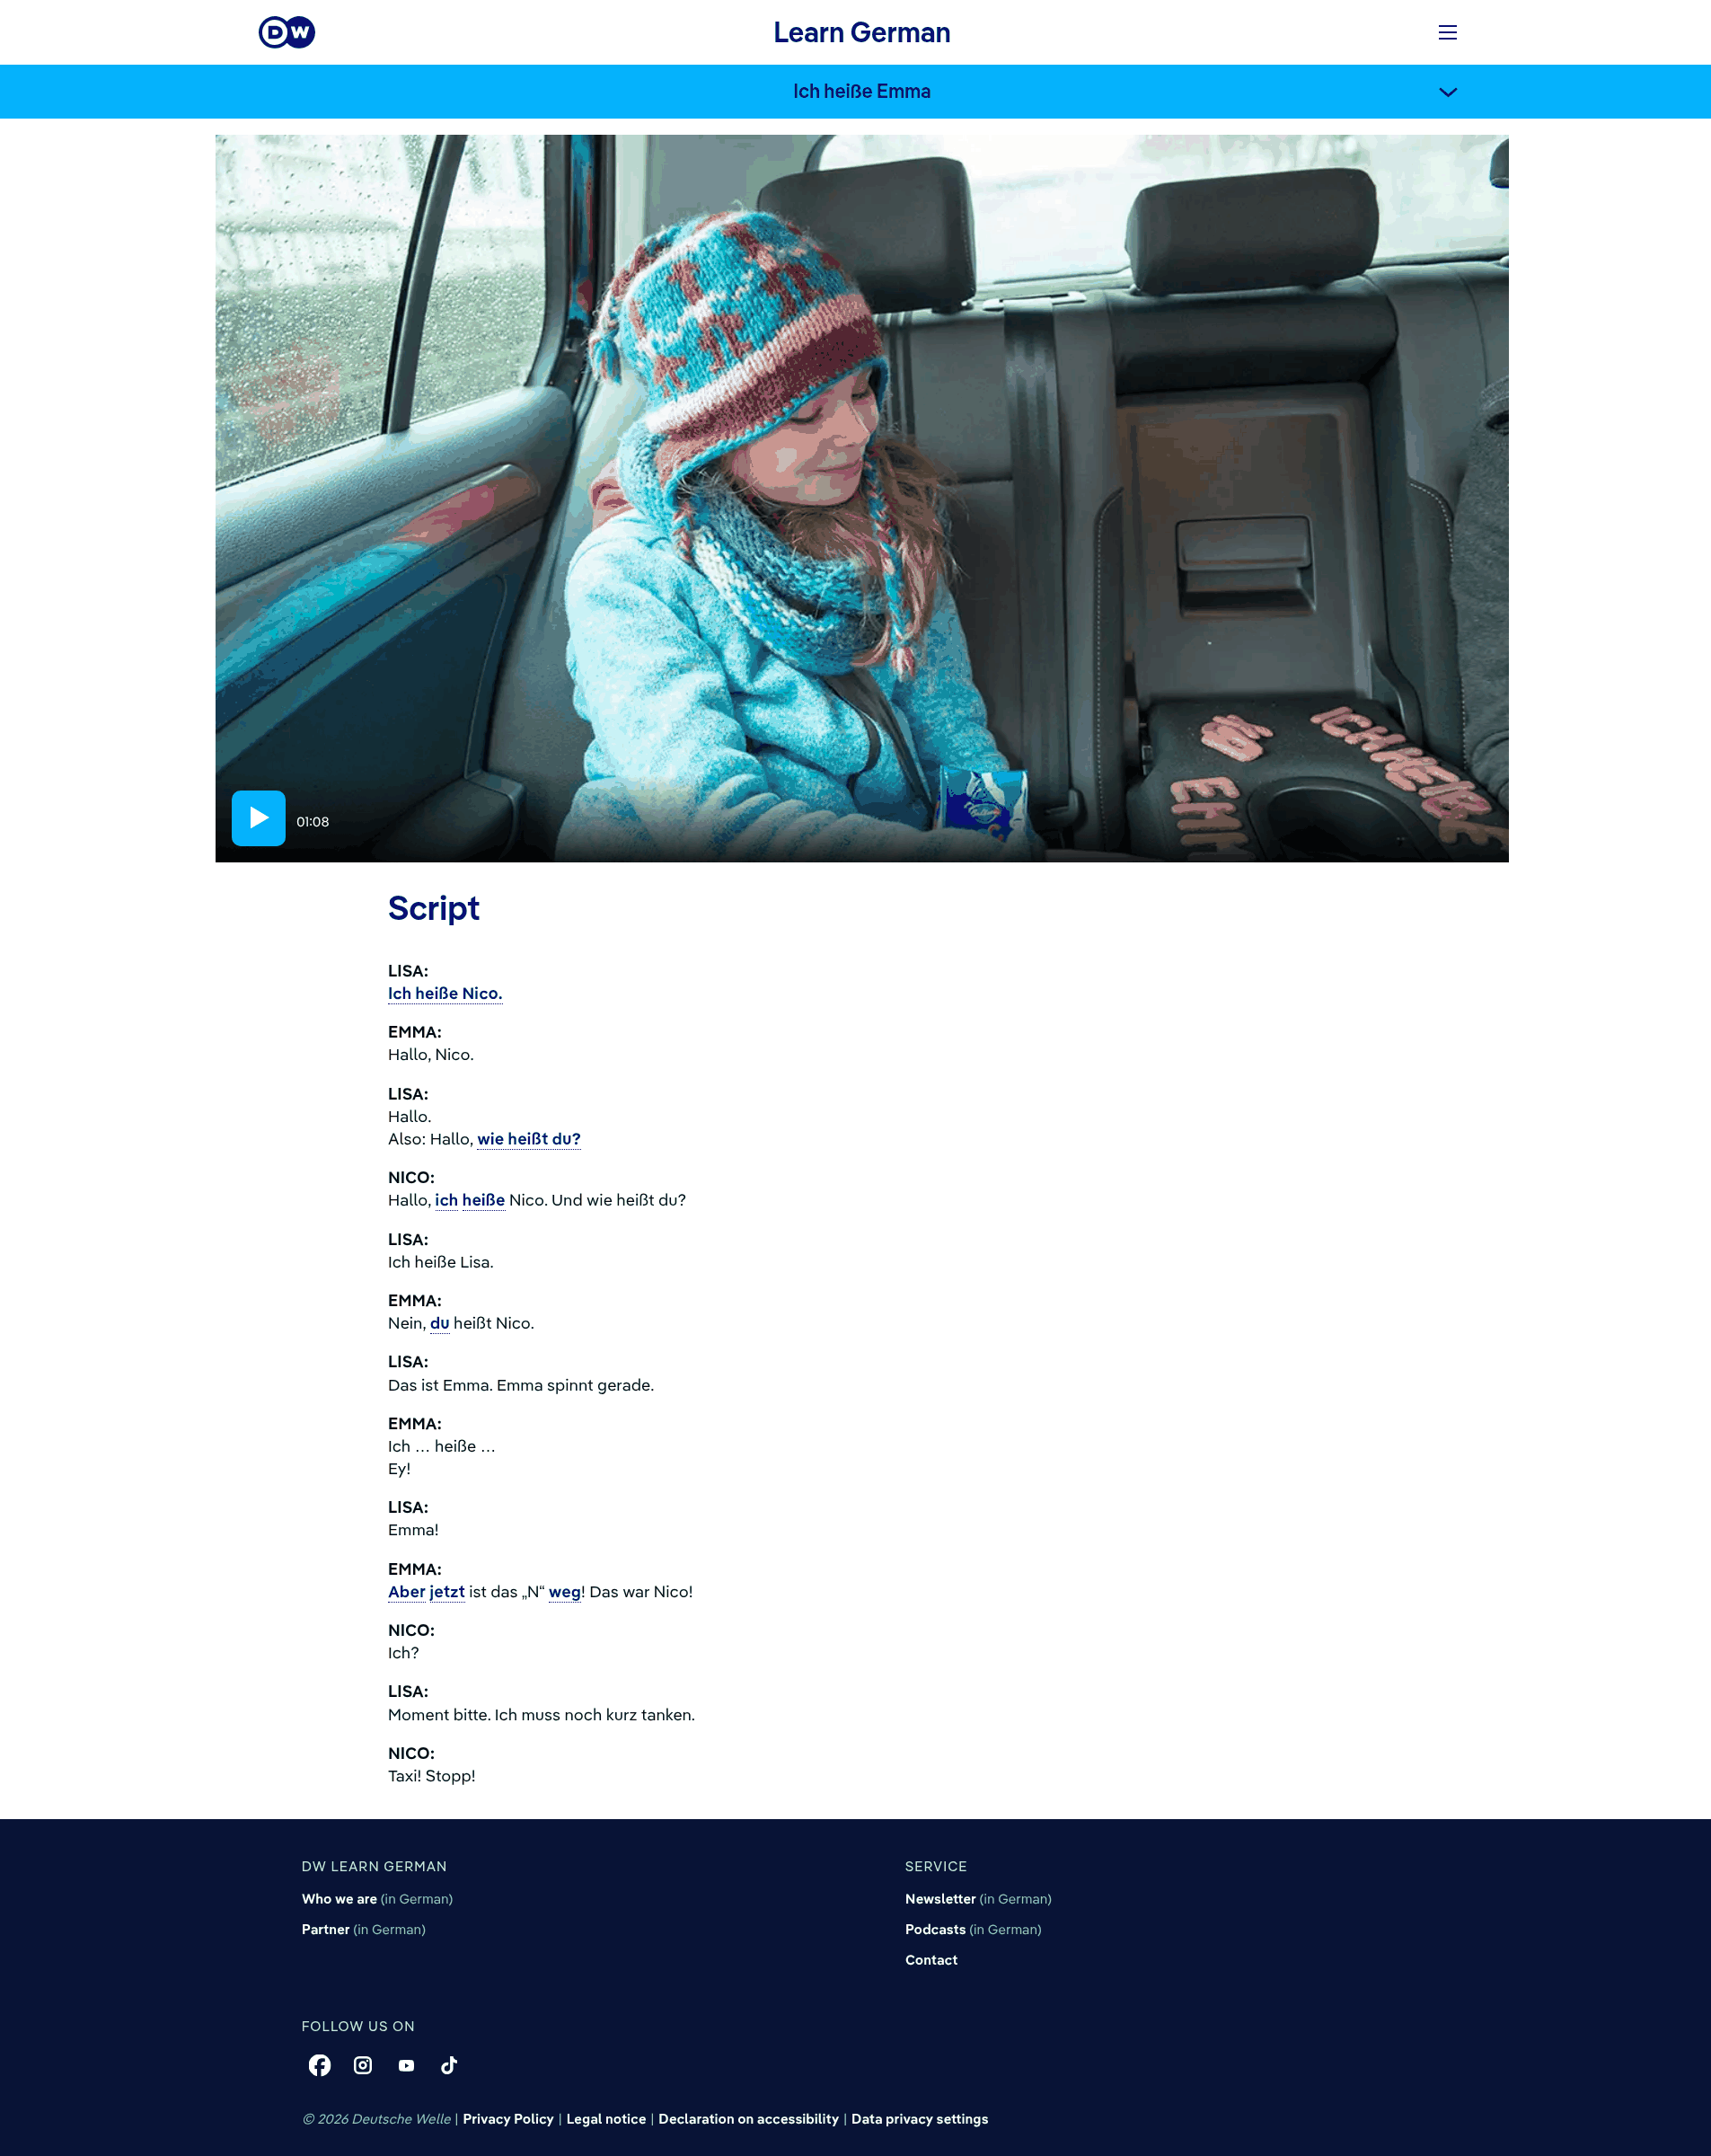 DW
Learn German
Ich heiße Emma
01:08
Script
LISA:
Ich heiße Nico.
EMMA:
Hallo, Nico.
LISA:
Hallo.
Also: Hallo, wie heißt du?
NICO:
Hallo, ich heiße Nico. Und wie heißt du?
LISA:
Ich heiße Lisa.
EMMA:
Nein, du heißt Nico.
LISA:
Das ist Emma. Emma spinnt gerade.
EMMA:
Ich … heiße …
Ey!
LISA:
Emma!
EMMA:
Aber jetzt ist das „N“ weg! Das war Nico!
NICO:
Ich?
LISA:
Moment bitte. Ich muss noch kurz tanken.
NICO:
Taxi! Stopp!
DW LEARN GERMAN
Who we are (in German)
Partner (in German)
SERVICE
Newsletter (in German)
Podcasts (in German)
Contact
FOLLOW US ON
© 2026 Deutsche Welle | Privacy Policy | Legal notice | Declaration on accessibility | Data privacy settings